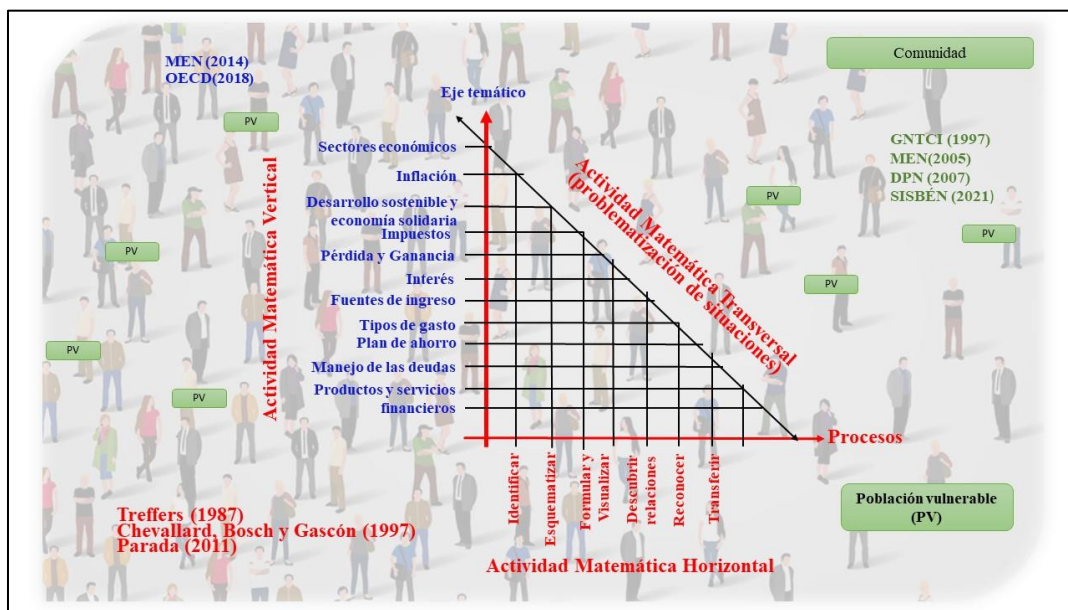 MEN (2014)
OECD(2018)
Comunidad
Eje temático
PV
GNTCI (1997)
MEN(2005)
DPN (2007)
SISBÉN (2021)
Sectores económicos
Inflación
Desarrollo sostenible y
economía solidaria
Impuestos
Pérdida y Ganancia
Interés
Fuentes de ingreso
Tipos de gasto
Plan de ahorro
Manejo de las deudas
Productos y servicios
financieros
Actividad Matemática Vertical
Actividad Matemática Transversal
(problematización de situaciones)
PV
PV
PV
PV
PV
PV
Procesos
Identificar
Esquematizar
Formular y
Visualizar
Descubrir
relaciones
Reconocer
Transferir
Actividad Matemática Horizontal
Población vulnerable
(PV)
Treffers (1987)
Chevallard, Bosch y Gascón (1997)
Parada (2011)